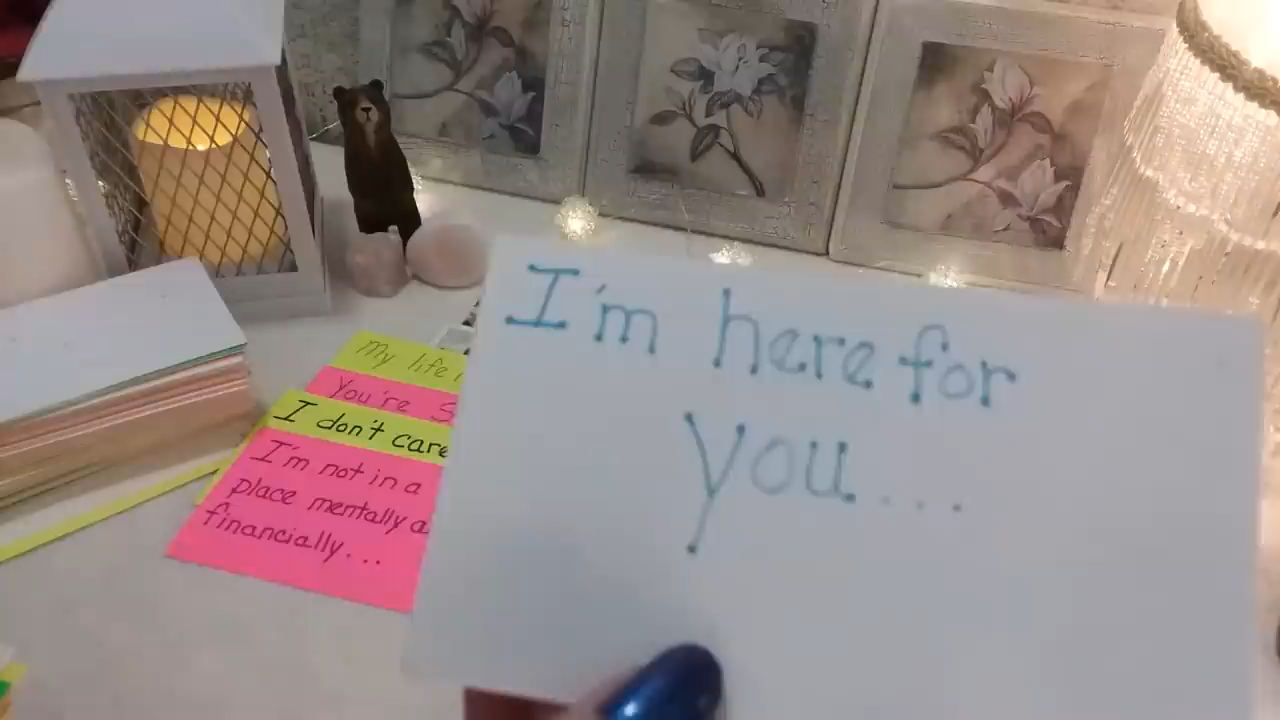 I'm here for
you...
My life
You're S
I don't care
I'm not in a
place mentally a
financially...